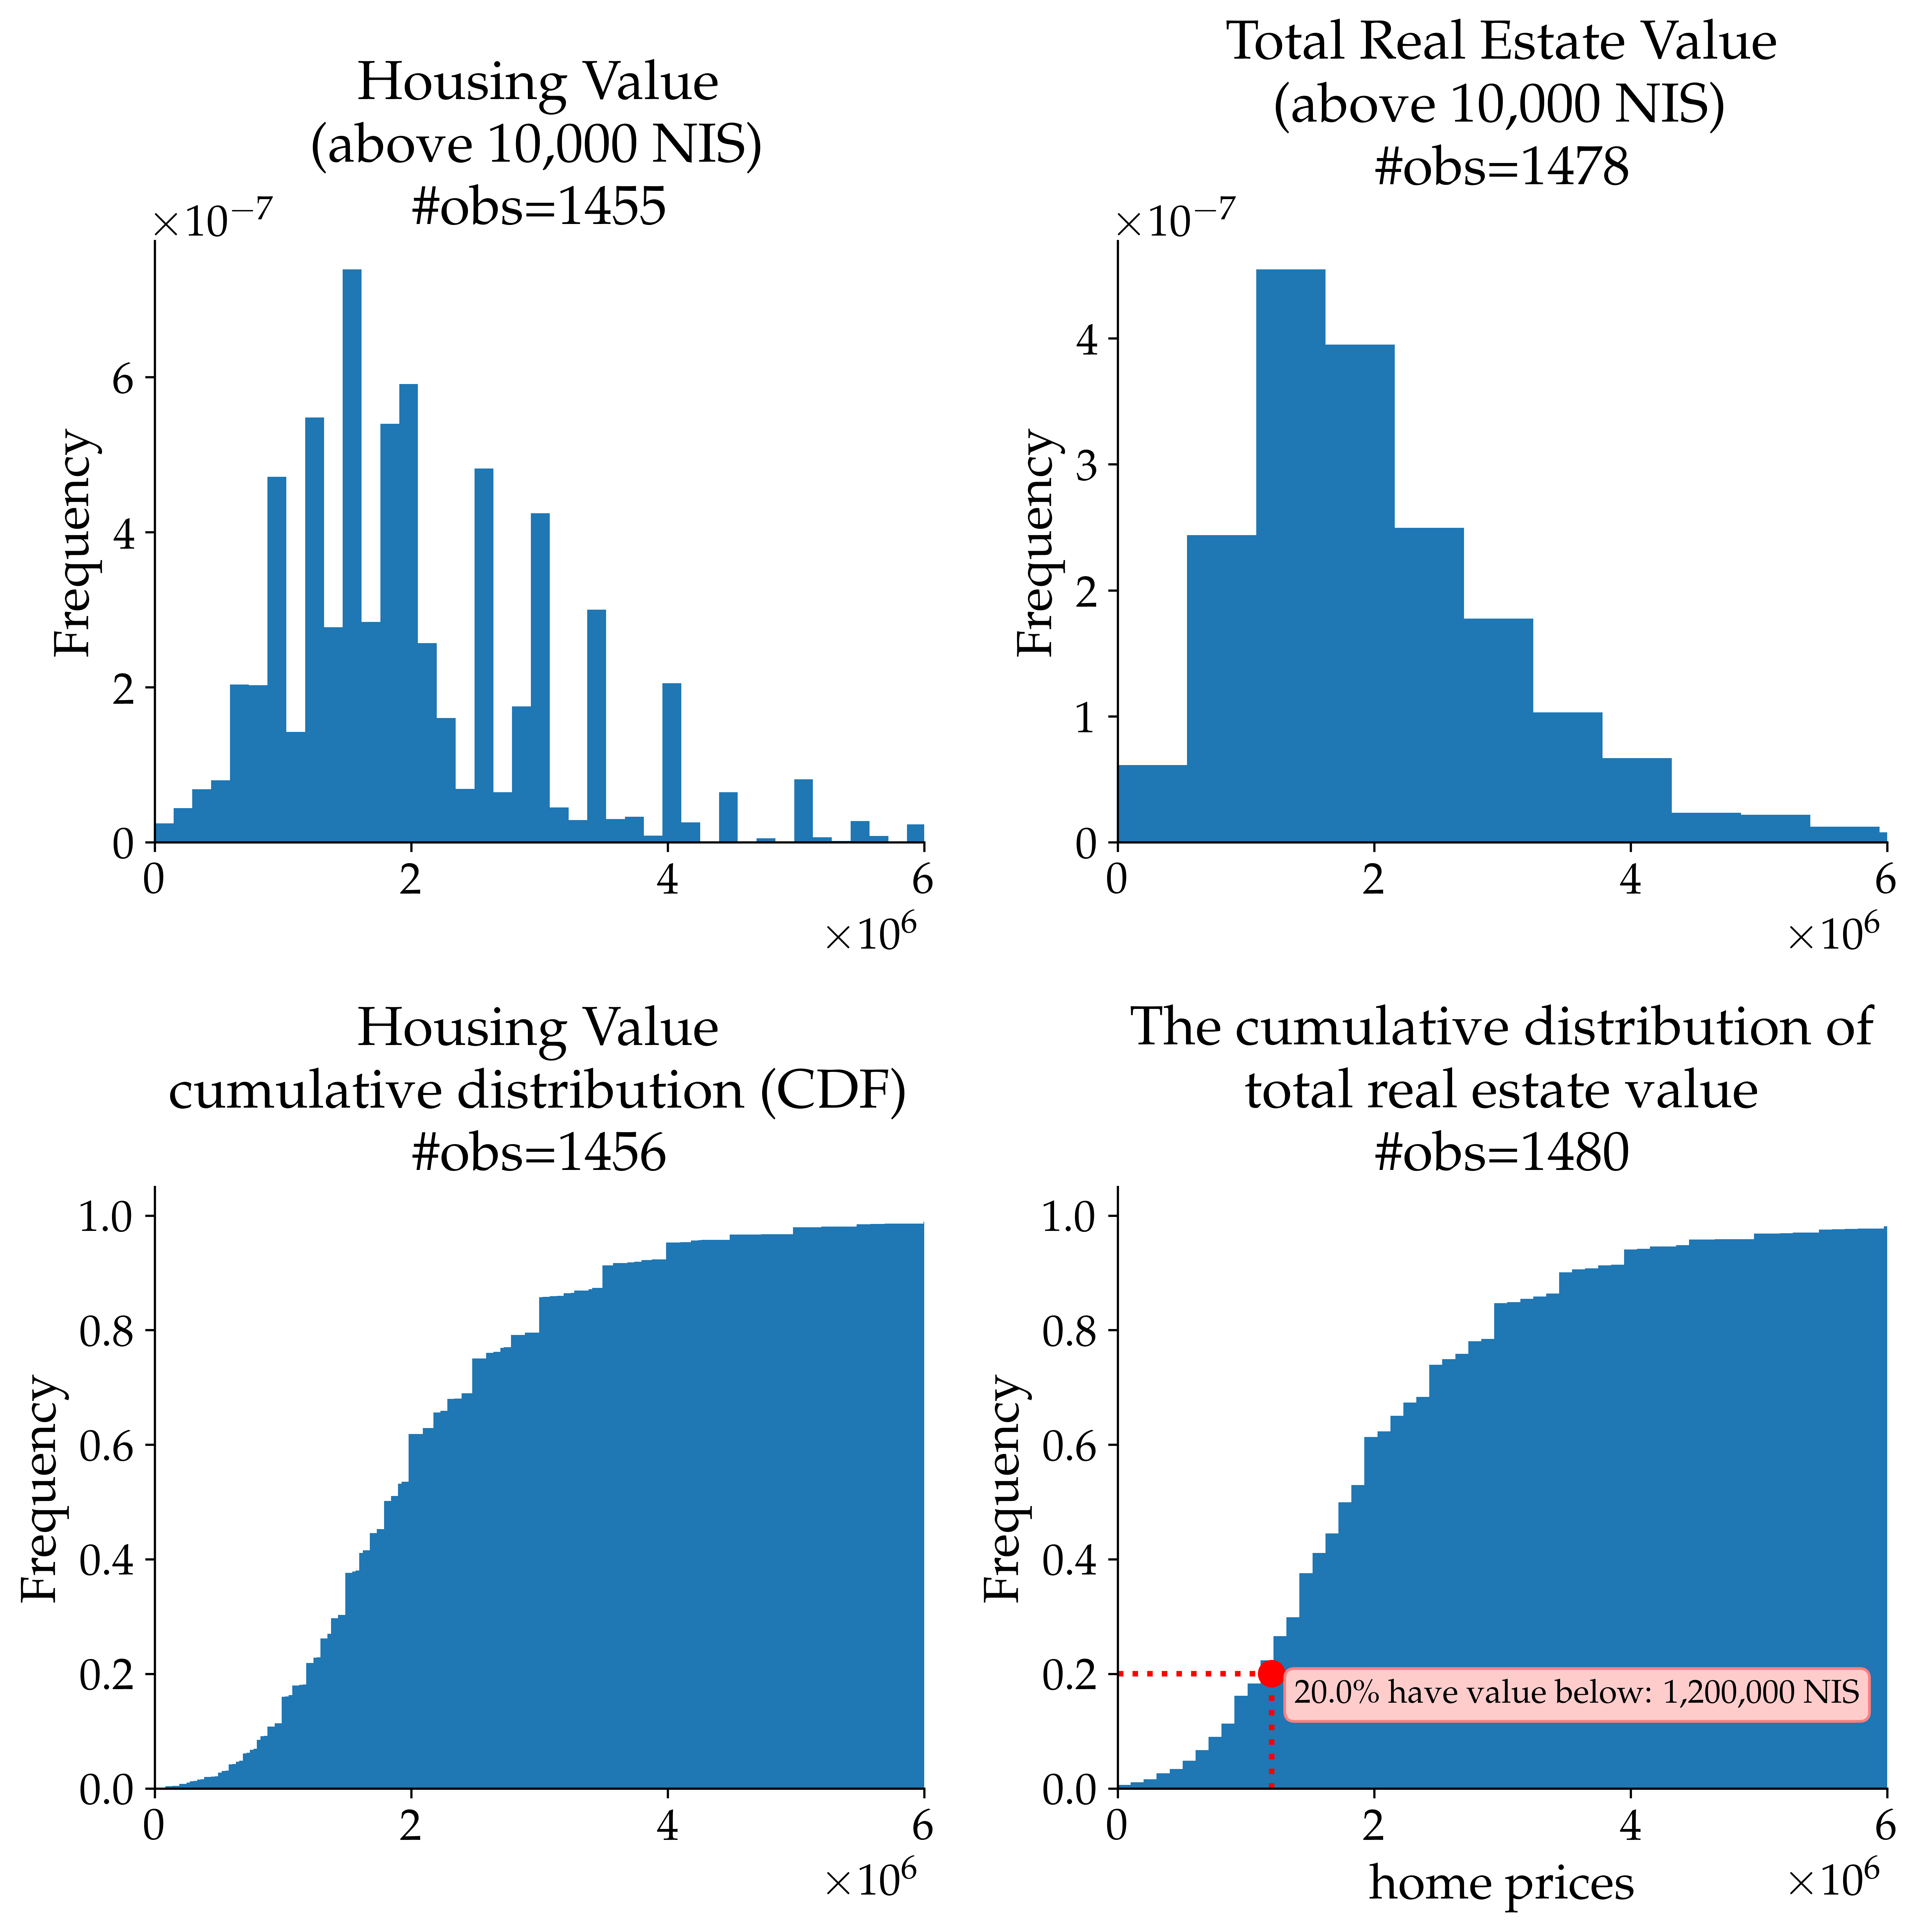 Housing Value
(above 10,000 NIS)
#obs=1455
×10⁻⁷
6
4
2
0
Frequency
0 2 4 6
×10⁶
Total Real Estate Value
(above 10,000 NIS)
#obs=1478
×10⁻⁷
4
3
2
1
0
Frequency
0 2 4 6
×10⁶
Housing Value
cumulative distribution (CDF)
#obs=1456
1.0
0.8
0.6
0.4
0.2
0.0
Frequency
0 2 4 6
×10⁶
The cumulative distribution of
total real estate value
#obs=1480
1.0
0.8
0.6
0.4
0.2
0.0
Frequency
20.0% have value below: 1,200,000 NIS
0 2 4 6
home prices
×10⁶